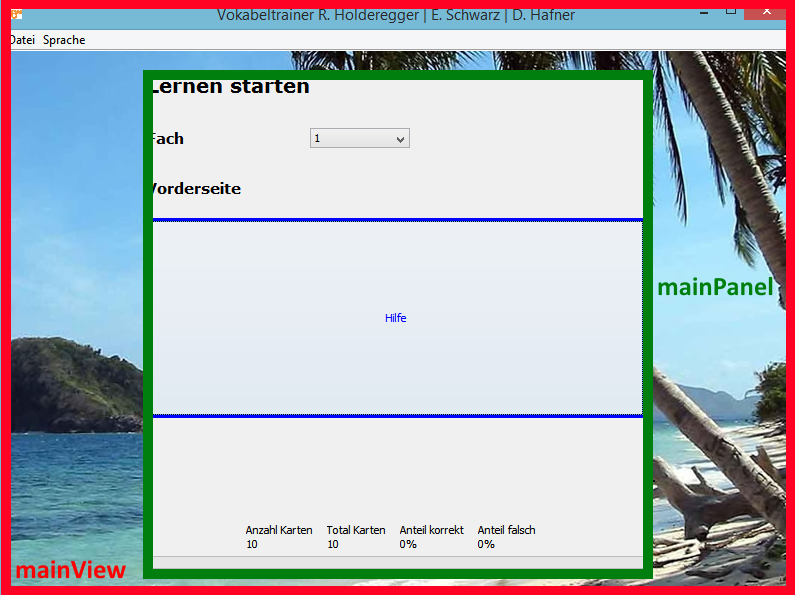 Vokabeltrainer R. Holderegger | E. Schwarz | D. Hafner
Datei Sprache
Lernen starten
Fach
1
Vorderseite
mainPanel
Hilfe
Anzahl Karten Total Karten Anteil korrekt Anteil falsch
10 10 0% 0%
mainView